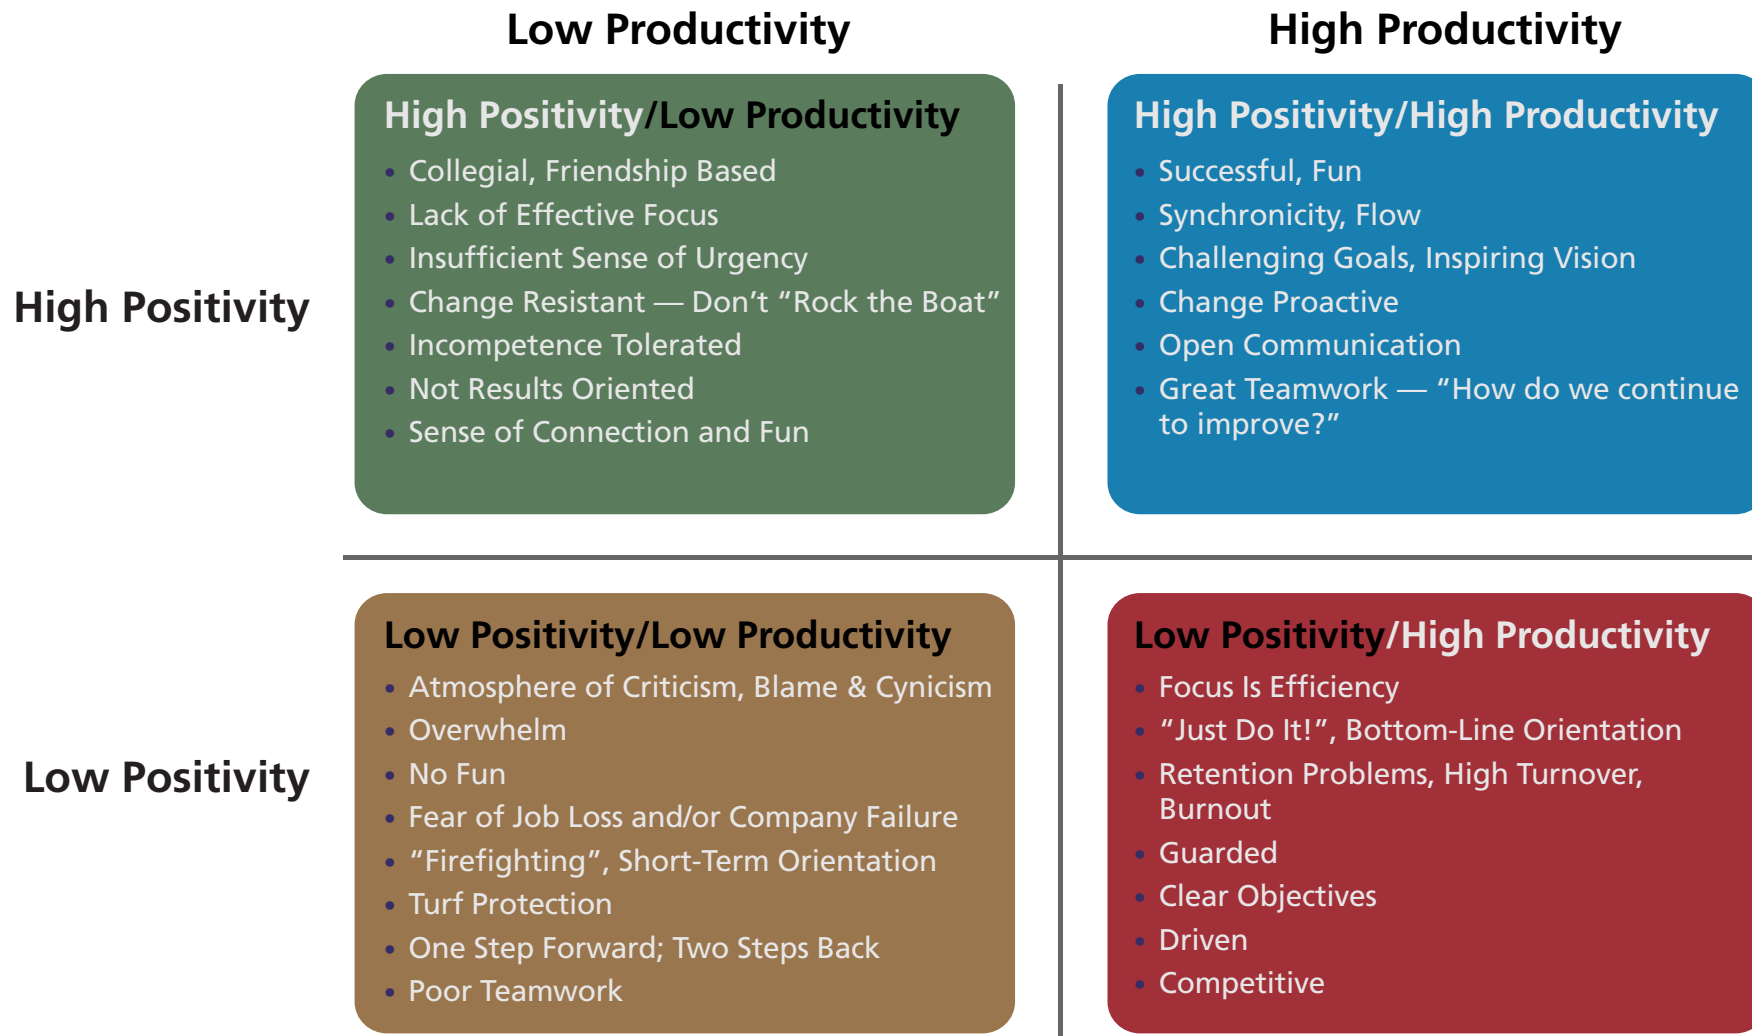 Low Productivity
High Productivity
High Positivity
High Positivity/Low Productivity
• Collegial, Friendship Based
• Lack of Effective Focus
• Insufficient Sense of Urgency
• Change Resistant — Don’t “Rock the Boat”
• Incompetence Tolerated
• Not Results Oriented
• Sense of Connection and Fun
High Positivity/High Productivity
• Successful, Fun
• Synchronicity, Flow
• Challenging Goals, Inspiring Vision
• Change Proactive
• Open Communication
• Great Teamwork — “How do we continue
to improve?”
Low Positivity
Low Positivity/Low Productivity
• Atmosphere of Criticism, Blame & Cynicism
• Overwhelm
• No Fun
• Fear of Job Loss and/or Company Failure
• “Firefighting”, Short-Term Orientation
• Turf Protection
• One Step Forward; Two Steps Back
• Poor Teamwork
Low Positivity/High Productivity
• Focus Is Efficiency
• “Just Do It!”, Bottom-Line Orientation
• Retention Problems, High Turnover,
Burnout
• Guarded
• Clear Objectives
• Driven
• Competitive